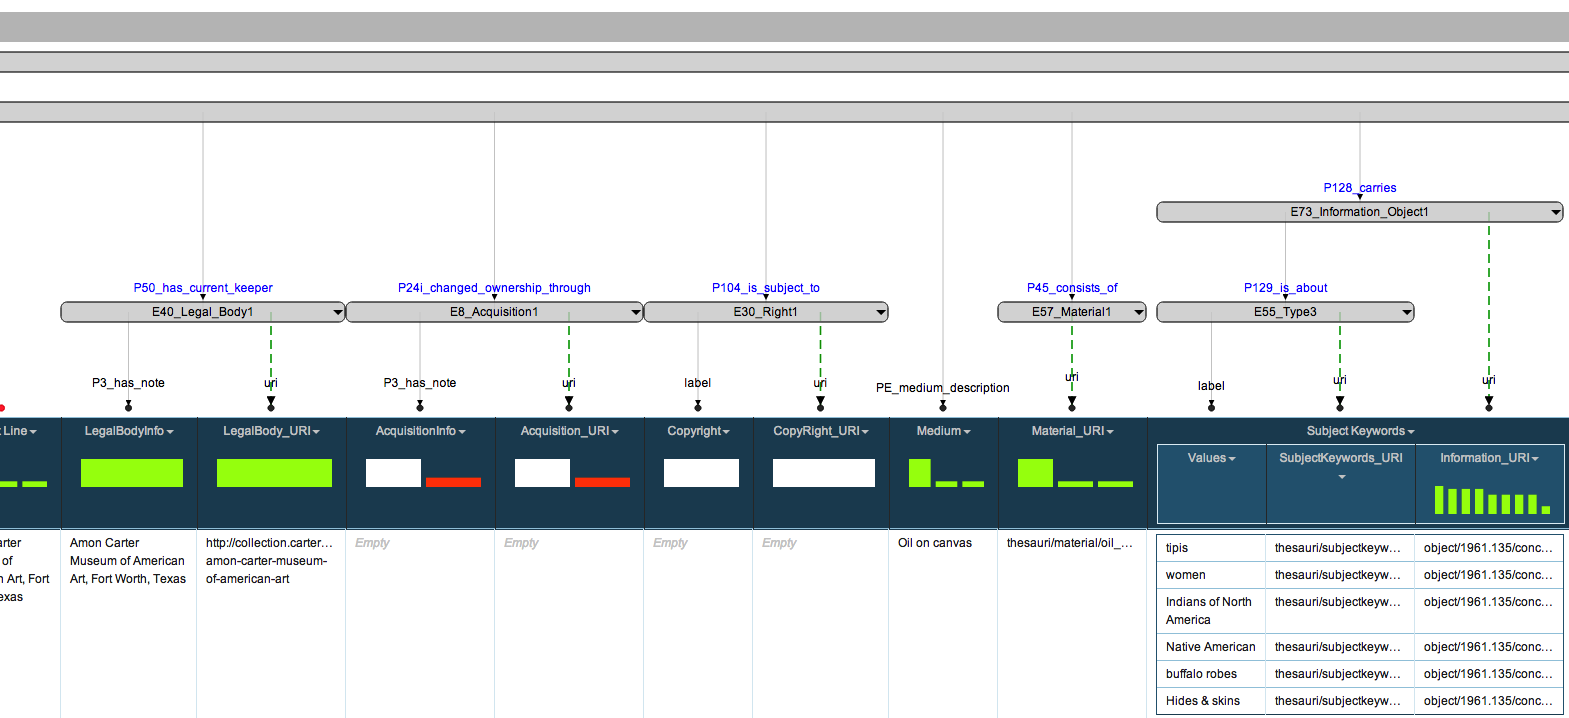 P128_carries
E73_Information_Object1
P50_has_current_keeper
P24i_changed_ownership_through
P104_is_subject_to
P45_consists_of
P129_is_about
E40_Legal_Body1
E8_Acquisition1
E30_Right1
E57_Material1
E55_Type3
P3_has_note
uri
P3_has_note
uri
label
uri
PE_medium_description
uri
label
uri
uri
Line
LegalBodyInfo
LegalBody_URI
AcquisitionInfo
Acquisition_URI
Copyright
CopyRight_URI
Medium
Material_URI
Subject Keywords
Values
SubjectKeywords_URI
Information_URI
arter
of
n Art, Fort
exas
Amon Carter
Museum of American
Art, Fort Worth, Texas
http://collection.carter...
amon-carter-museum-
of-american-art
Empty
Empty
Empty
Empty
Oil on canvas
thesauri/material/oil_...
tipis
thesauri/subjectkeyw...
object/1961.135/conc...
women
thesauri/subjectkeyw...
object/1961.135/conc...
Indians of North
America
thesauri/subjectkeyw...
object/1961.135/conc...
Native American
thesauri/subjectkeyw...
object/1961.135/conc...
buffalo robes
thesauri/subjectkeyw...
object/1961.135/conc...
Hides & skins
thesauri/subjectkeyw...
object/1961.135/conc...